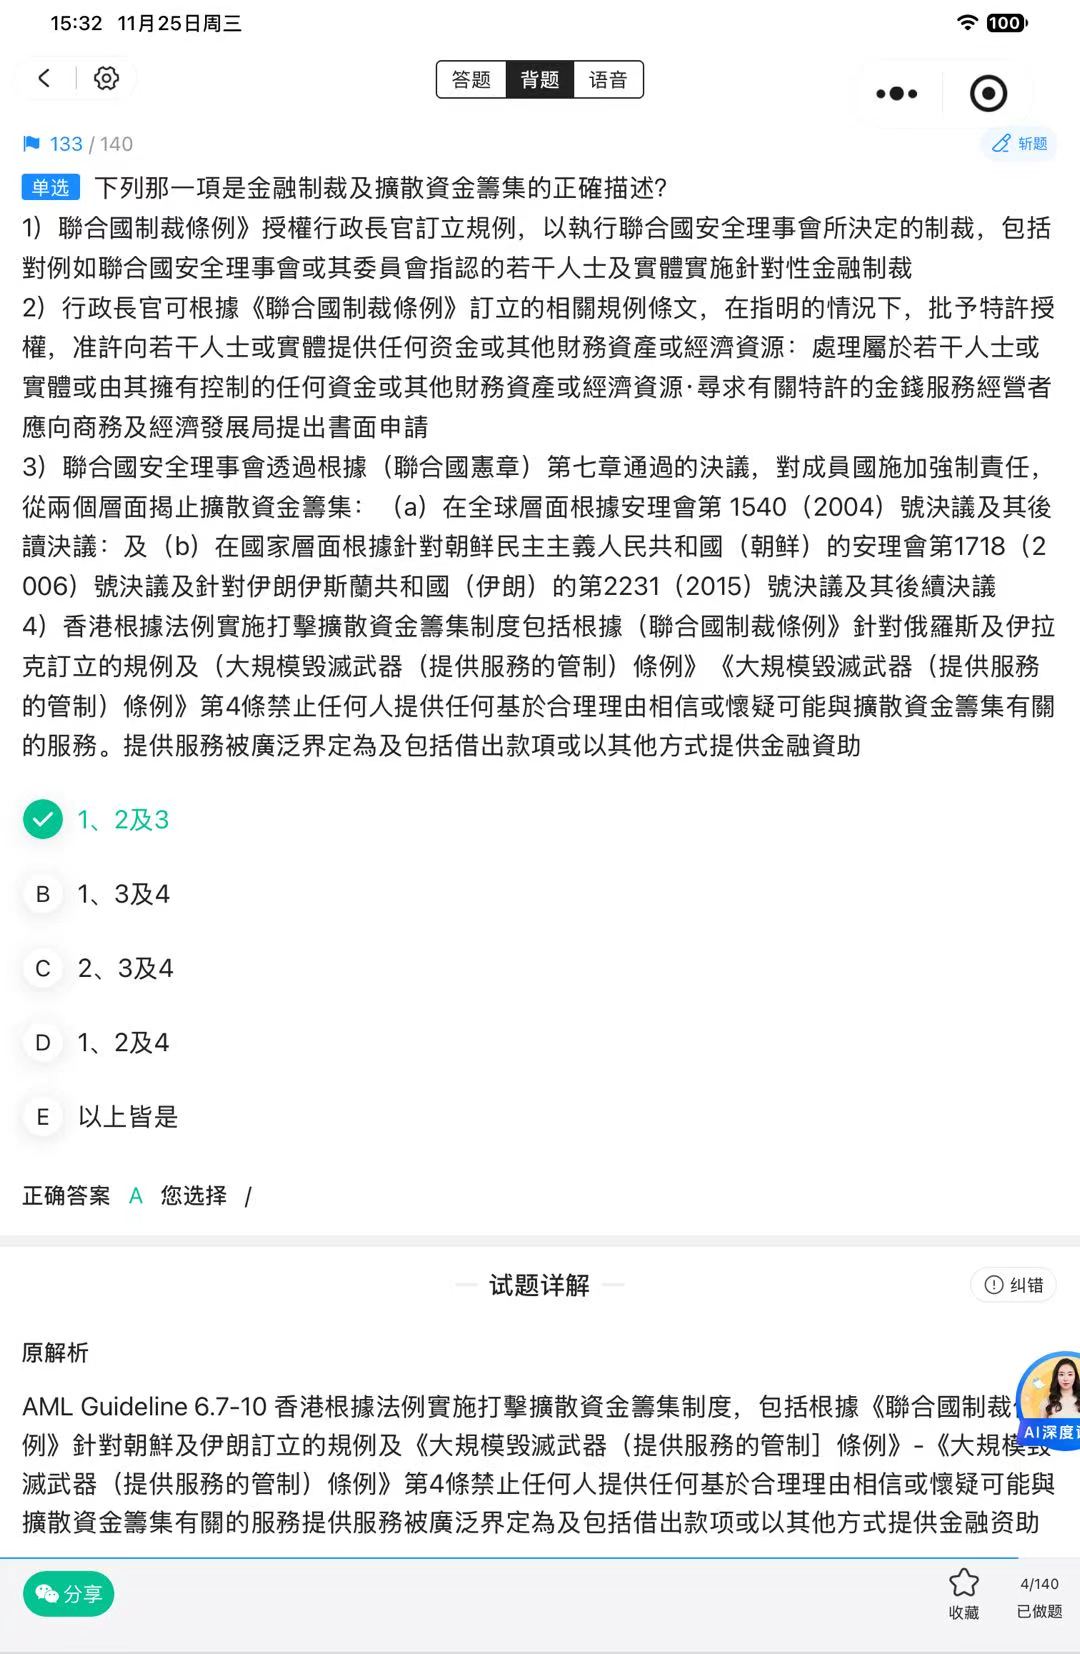 15:32 11月25日周三
100
答题 背题 语音
133 / 140
斩题
单选 下列那一項是金融制裁及擴散資金籌集的正確描述?
1）聯合國制裁條例》授權行政長官訂立規例，以執行聯合國安全理事會所決定的制裁，包括
對例如聯合國安全理事會或其委員會指認的若干人士及實體實施針對性金融制裁
2）行政長官可根據《聯合國制裁條例》訂立的相關規例條文，在指明的情況下，批予特許授
權，准許向若干人士或實體提供任何资金或其他財務資產或經濟資源：處理屬於若干人士或
實體或由其擁有控制的任何資金或其他財務資產或經濟資源·尋求有關特許的金錢服務經營者
應向商務及經濟發展局提出書面申請
3）聯合國安全理事會透過根據（聯合國憲章）第七章通過的決議，對成員國施加強制責任，
從兩個層面揭止擴散資金籌集：（a）在全球層面根據安理會第 1540（2004）號決議及其後
讀決議：及（b）在國家層面根據針對朝鮮民主主義人民共和國（朝鲜）的安理會第1718（2
006）號決議及針對伊朗伊斯蘭共和國（伊朗）的第2231（2015）號決議及其後續決議
4）香港根據法例實施打擊擴散資金籌集制度包括根據（聯合國制裁條例》針對俄羅斯及伊拉
克訂立的規例及（大規模毀滅武器（提供服務的管制）條例》《大規模毀滅武器（提供服務
的管制）條例》第4條禁止任何人提供任何基於合理理由相信或懷疑可能與擴散資金籌集有關
的服務。提供服務被廣泛界定為及包括借出款項或以其他方式提供金融資助
1、2及3
B 1、3及4
C 2、3及4
D 1、2及4
E 以上皆是
正确答案 A 您选择 /
试题详解
纠错
原解析
AML Guideline 6.7-10 香港根據法例實施打擊擴散資金籌集制度，包括根據《聯合國制裁
例》針對朝鮮及伊朗訂立的規例及《大規模毀滅武器（提供服務的管制］條例》-《大規模毀
滅武器（提供服務的管制）條例》第4條禁止任何人提供任何基於合理理由相信或懷疑可能與
擴散資金籌集有關的服務提供服務被廣泛界定為及包括借出款项或以其他方式提供金融资助
AI深度
分享
收藏
4/140
已做题